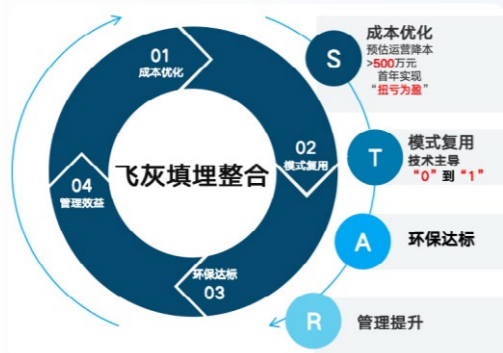 01
成本优化
02
模式复用
环保达标
03
04
管理效益
飞灰填埋整合
S
成本优化
预估运营降本
>500万元
首年实现
“扭亏为盈”
T
模式复用
技术主导
“0”到“1”
A
环保达标
R
管理提升